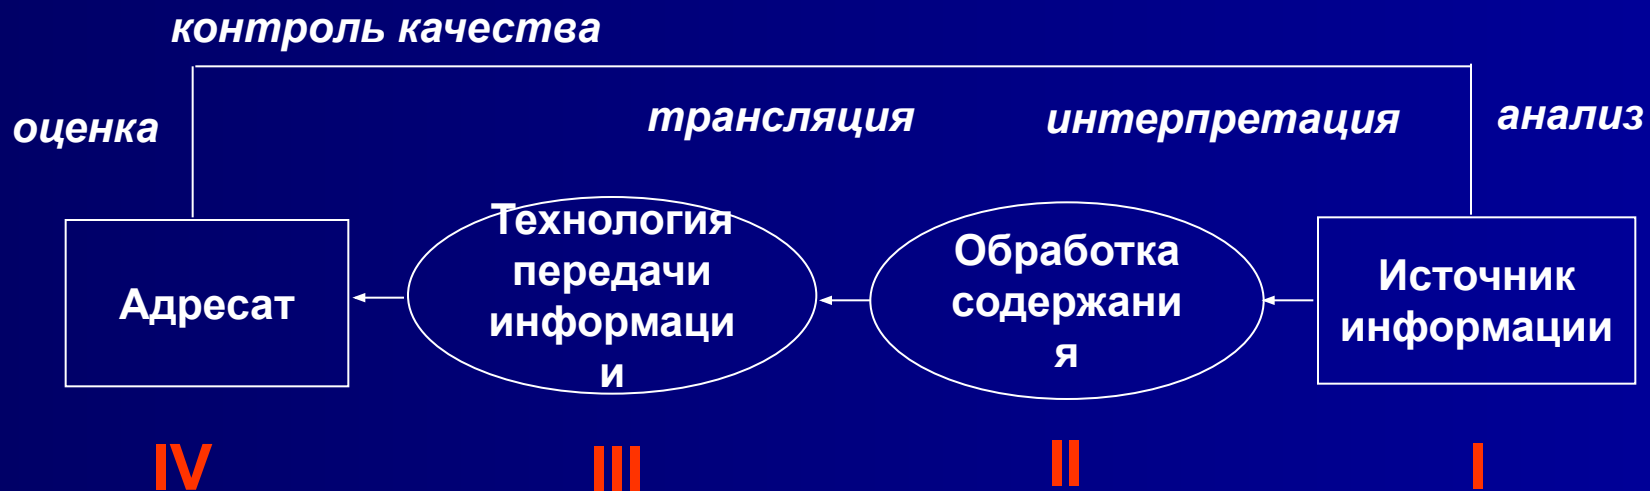 контроль качества
оценка
трансляция
интерпретация
анализ
Адресат
Технология
передачи
информаци
и
Обработка
содержани
я
Источник
информации
IV
III
II
I